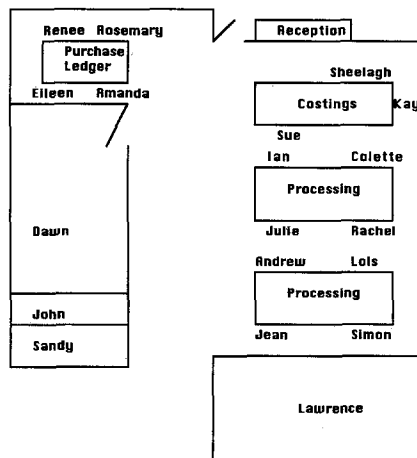 Renee Rosemary
Purchase
Ledger
Eileen Amanda
Dawn
John
Sandy
Reception
Sheelagh
Costings Kay
Sue
Ian Colette
Processing
Julie Rachel
Andrew Lois
Processing
Jean Simon
Lawrence